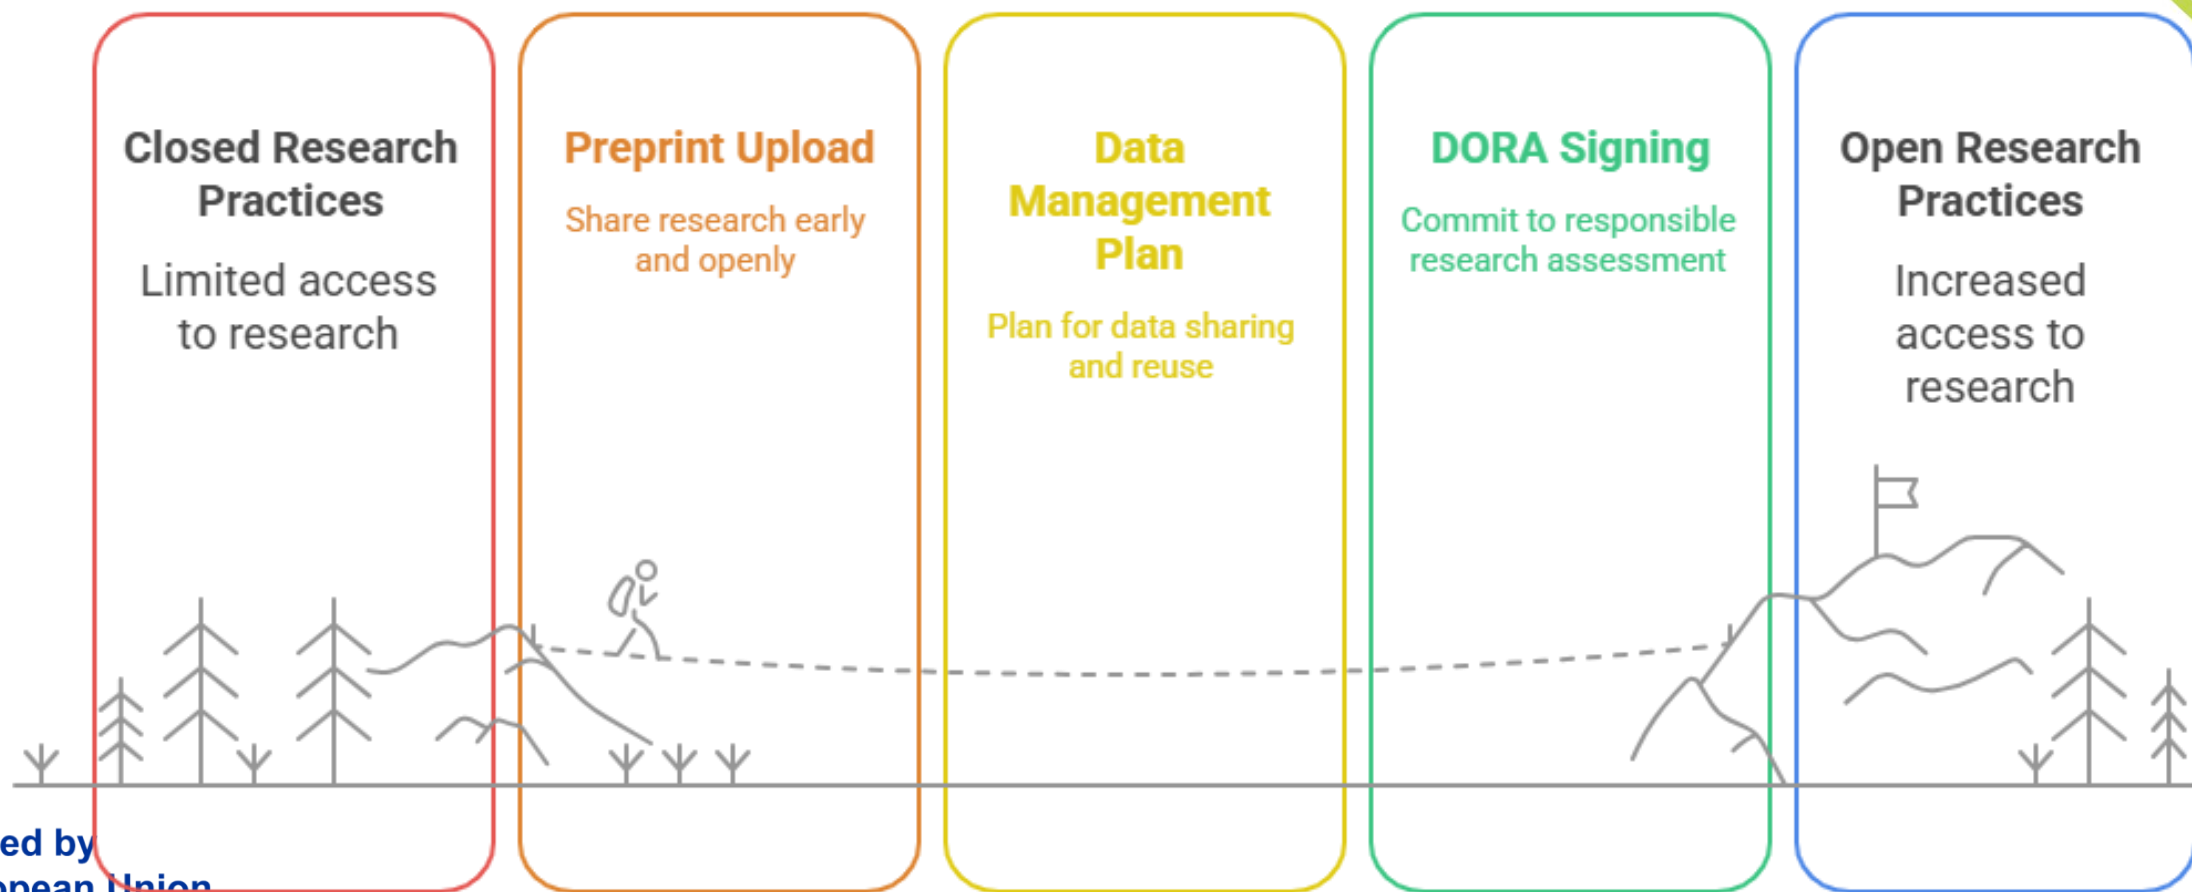 Closed Research
Practices
Limited access
to research
Preprint Upload
Share research early
and openly
Data
Management
Plan
Plan for data sharing
and reuse
DORA Signing
Commit to responsible
research assessment
Open Research
Practices
Increased
access to
research
ed by
opean Union